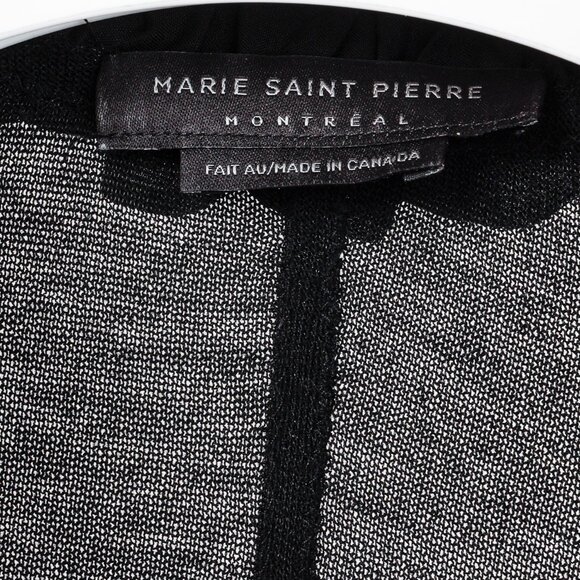 MARIE SAINT PIERRE
MONTRÉAL
FAIT AU/MADE IN CANADA